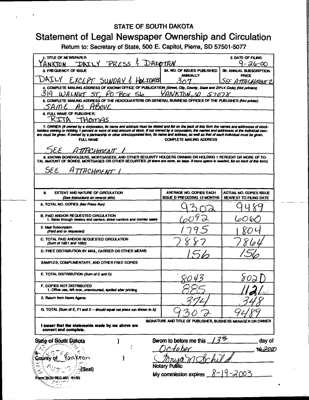 STATE OF SOUTH DAKOTA
Statement of Legal Newspaper Ownership and Circulation
Return to: Secretary of State, 500 E. Capitol, Pierre, SD 57501-5077
1. TITLE OF NEWSPAPER
2. DATE OF FILING
YANKTON DAILY PRESS & DAKOTAN
9-26-00
3. FREQUENCY OF ISSUE
3A. NO. OF ISSUES PUBLISHED ANNUALLY
3B. ANNUAL SUBSCRIPTION PRICE
DAILY EXCEPT SUNDAY & HOLIDAYS
307
SEE ATTACHMENT 2
4. COMPLETE MAILING ADDRESS OF KNOWN OFFICE OF PUBLICATION (Street, City, County, State and ZIP+4 Code) (Not printers)
319 WALNUT ST, PO BOX 56 YANKTON, SD 57078
5. COMPLETE MAILING ADDRESS OF THE HEADQUARTERS OR GENERAL BUSINESS OFFICES OF THE PUBLISHER (Not printer)
SAME AS ABOVE
6. FULL NAME OF PUBLISHER:
RITA THOMAS
7. OWNER (If owned by a corporation, its name and address must be stated and also on the back of this form the names and addresses of stockholders owning or holding 1 percent or more of total amount of stock. If not owned by a corporation, the names and addresses of the individual owners must be given. If owned by a partnership or other unincorporated firm, its name and address, as well as that of each individual must be given.
FULL NAME
COMPLETE MAILING ADDRESS
SEE ATTACHMENT 1
8. KNOWN BONDHOLDERS, MORTGAGEES, AND OTHER SECURITY HOLDERS OWNING OR HOLDING 1 PERCENT OR MORE OF TOTAL AMOUNT OF BONDS, MORTGAGES OR OTHER SECURITIES (If there are none, so state. If more space is needed, list on back of this form)
SEE ATTACHMENT 1
9. EXTENT AND NATURE OF CIRCULATION
(See instructions on reverse side)
AVERAGE NO. COPIES EACH ISSUE D PRECEDING 12 MONTHS
ACTUAL NO. COPIES ISSUE NEAREST TO FILING DATE
A. TOTAL NO. COPIES (Net Press Run)
9302
9489
B. PAID AND/OR REQUESTED CIRCULATION
1. Sales through dealers and carriers, street vendors and counter sales
6092
6060
2. Mail Subscription
(Paid and or requested)
1795
1804
C. TOTAL PAID AND/OR REQUESTED CIRCULATION
(Sum of 10B1 and 10B2)
7887
7864
D. FREE DISTRIBUTION BY MAIL, CARRIER OR OTHER MEANS
156
156
SAMPLES, COMPLIMENTARY, AND OTHER FREE COPIES
E. TOTAL DISTRIBUTION (Sum of C and D)
8043
8020
F. COPIES NOT DISTRIBUTED
1. Office use, left over, unaccounted, spoiled after printing
885
1121
2. Return from News Agents
374
348
G. TOTAL (Sum of E, F1 and 2 - should equal net press run shown in A)
9302
9489
SIGNATURE AND TITLE OF PUBLISHER, BUSINESS MANAGER OR OWNER
I swear that the statements made by me above are correct and complete.
State of South Dakota )
Sworn to before me this 13th day of
October 2000
County of Yankton )
(Seal)
Notary Public
My commission expires 8-19-2003